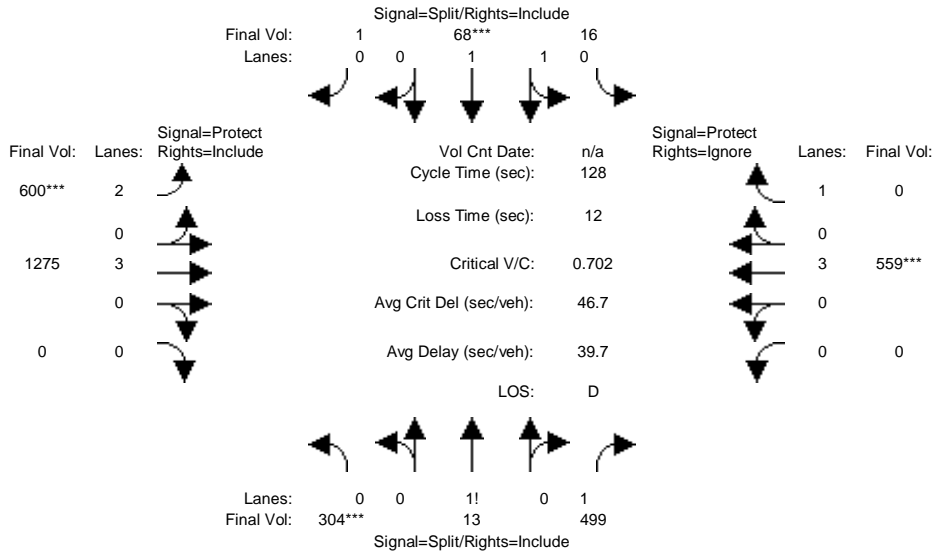 Signal=Split/Rights=Include
Final Vol: 1 68*** 16
Lanes: 0 0 1 1 0
Signal=Protect Signal=Protect
Final Vol: Lanes: Rights=Include Vol Cnt Date: n/a Rights=Ignore Lanes: Final Vol:
Cycle Time (sec): 128
600*** 2 1 0
Loss Time (sec): 12
0 0
1275 3 Critical V/C: 0.702 3 559***
0 Avg Crit Del (sec/veh): 46.7 0
0 0 Avg Delay (sec/veh): 39.7 0 0
LOS: D
Lanes: 0 0 1! 0 1
Final Vol: 304*** 13 499
Signal=Split/Rights=Include